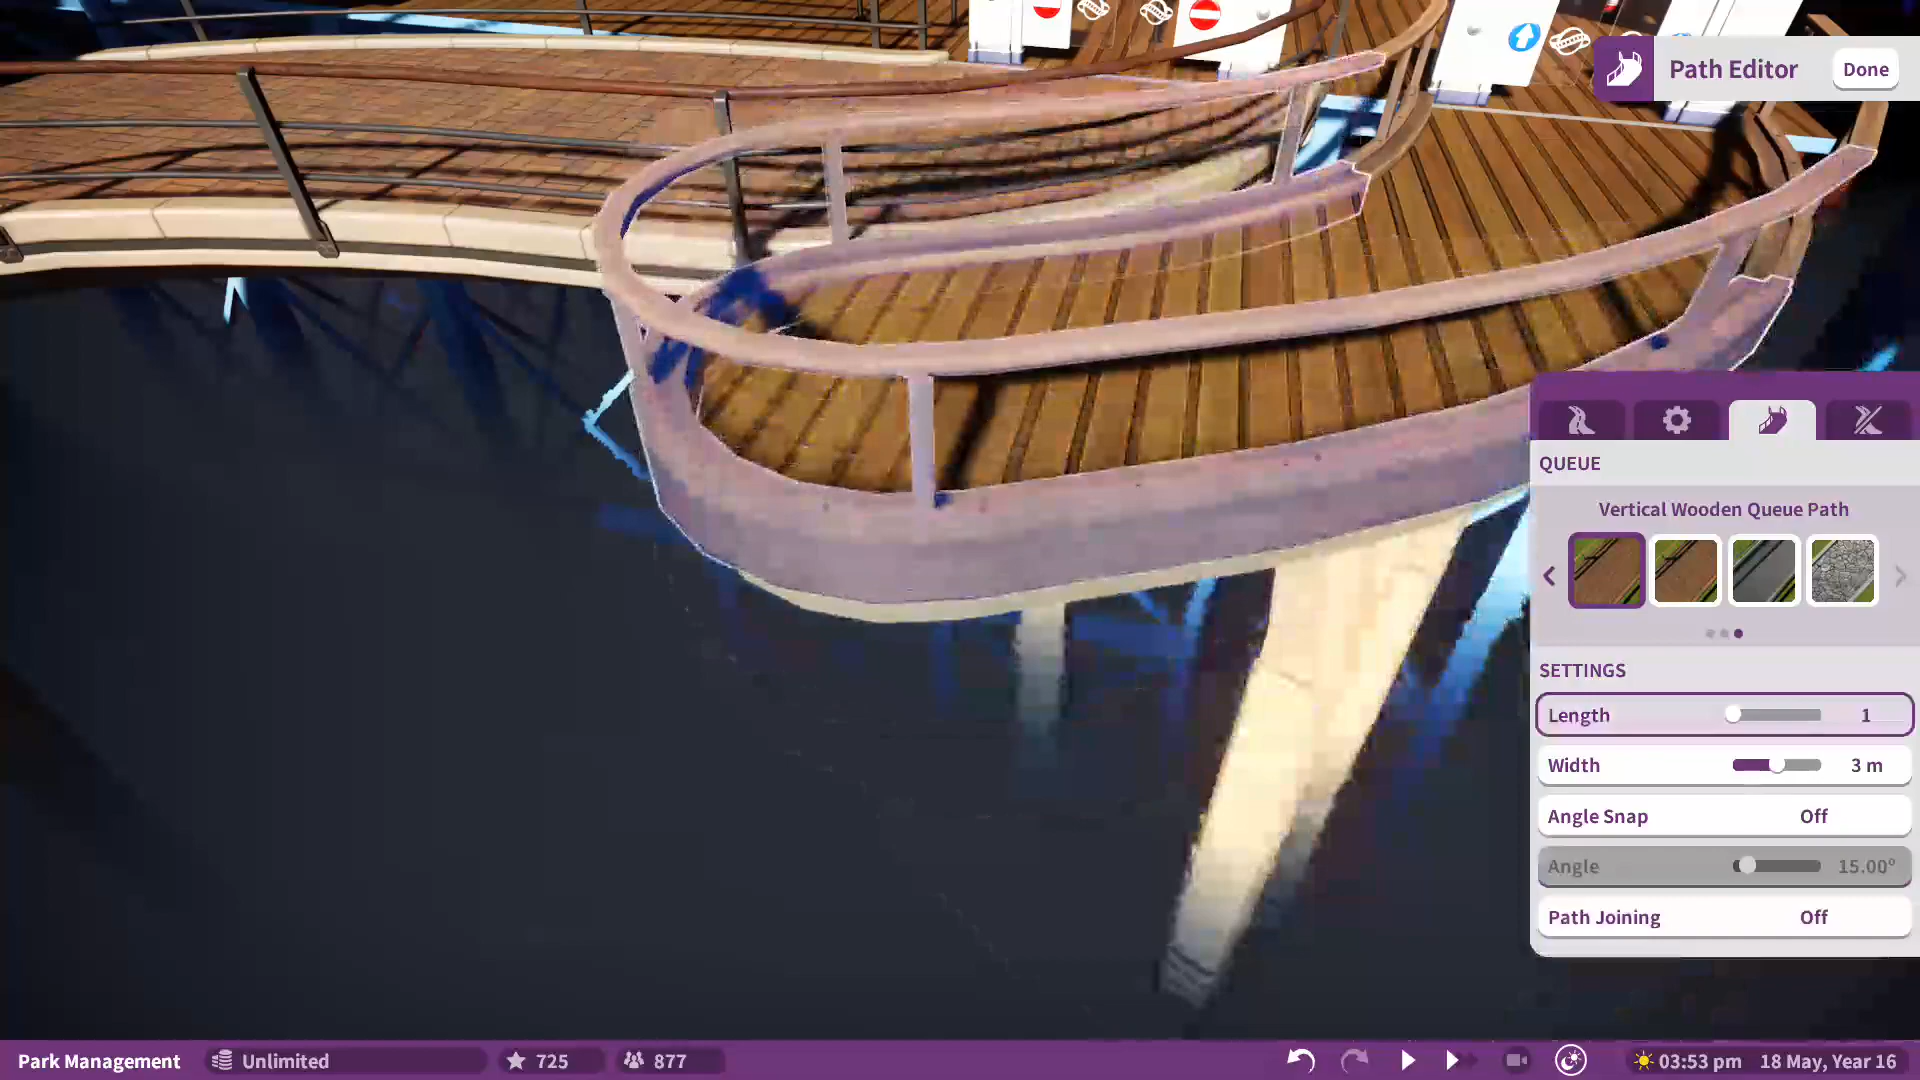 Path Editor
Done
QUEUE
Vertical Wooden Queue Path
SETTINGS
Length 1
Width 3 m
Angle Snap Off
Angle 15.00°
Path Joining Off
Park Management Unlimited 725 877 03:53 pm 18 May, Year 16